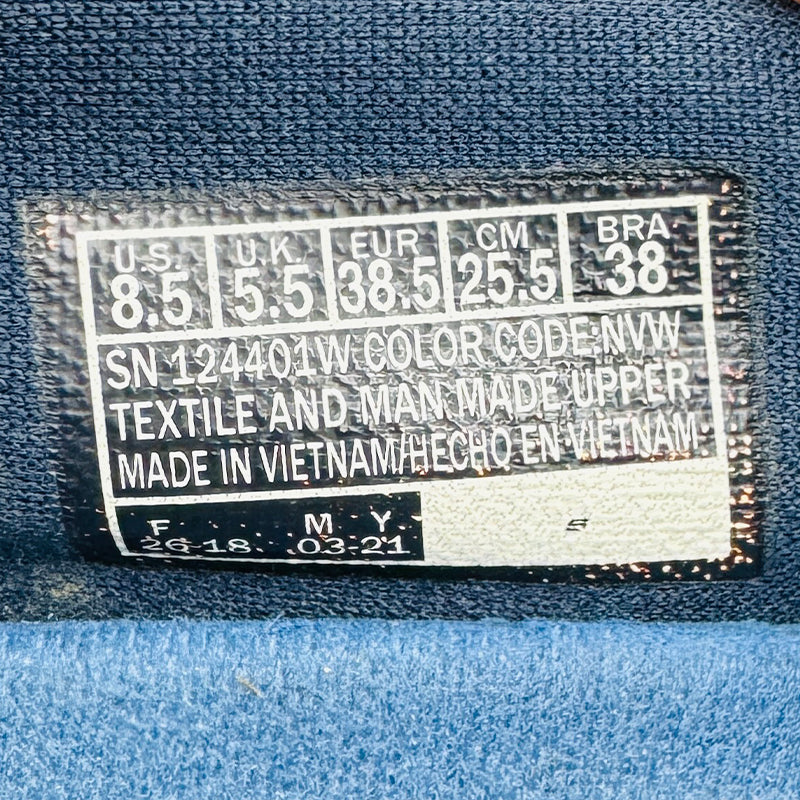 U.S. U.K. EUR CM BRA
8.5 5.5 38.5 25.5 38
SN 124401W COLOR CODE:NVW
TEXTILE AND MAN MADE UPPER
MADE IN VIETNAM/HECHO EN VIETNAM
F M Y
26-18 03-21